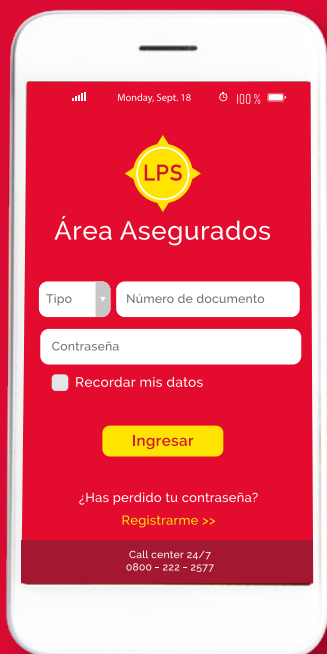 Monday, Sept. 18 100 %
LPS
Área Asegurados
Tipo Número de documento
Contraseña
Recordar mis datos
Ingresar
¿Has perdido tu contraseña?
Registrarme >>
Call center 24/7
0800 - 222 - 2577